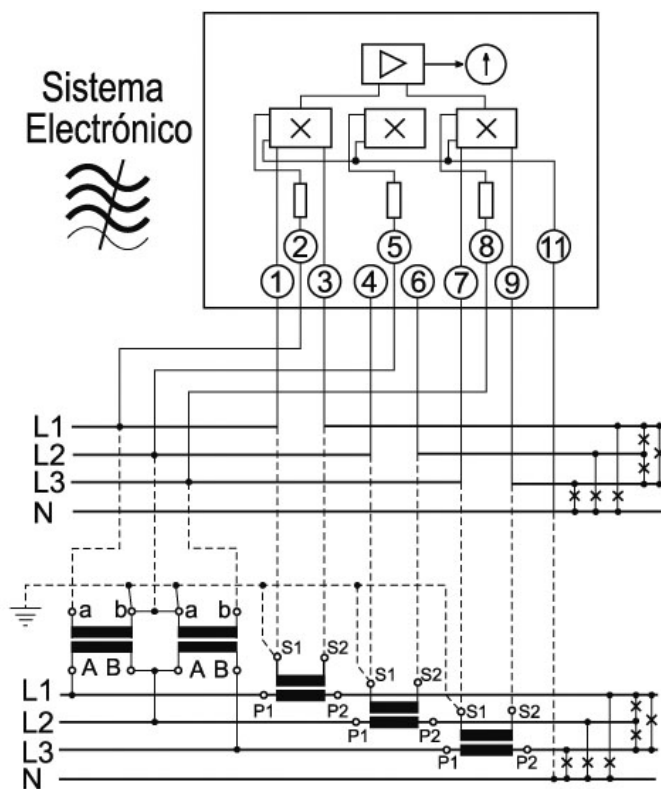 Sistema
Electrónico
2 5 8 11
1 3 4 6 7 9
L1
L2
L3
N
a b a b
S1 S2
A B A B
S1 S2
L1
S1 S2
P1 P2
L2
P1 P2
L3
P1 P2
N